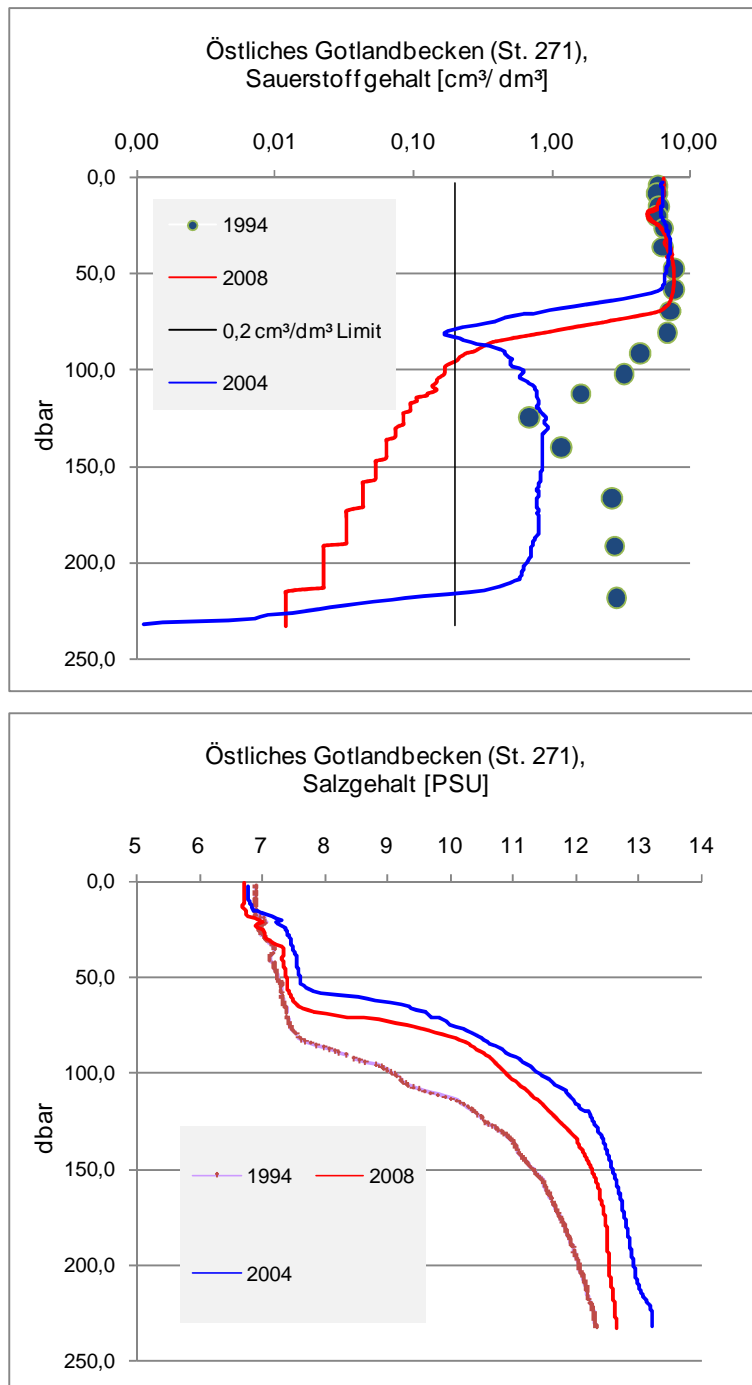 Östliches Gotlandbecken (St. 271),
Sauerstoffgehalt [cm³/ dm³]
0,00 0,01 0,10 1,00 10,00
0,0
50,0
100,0
150,0
200,0
250,0
dbar
1994
2008
0,2 cm³/dm³ Limit
2004
Östliches Gotlandbecken (St. 271),
Salzgehalt [PSU]
5 6 7 8 9 10 11 12 13 14
0,0
50,0
100,0
150,0
200,0
250,0
dbar
1994 2008
2004